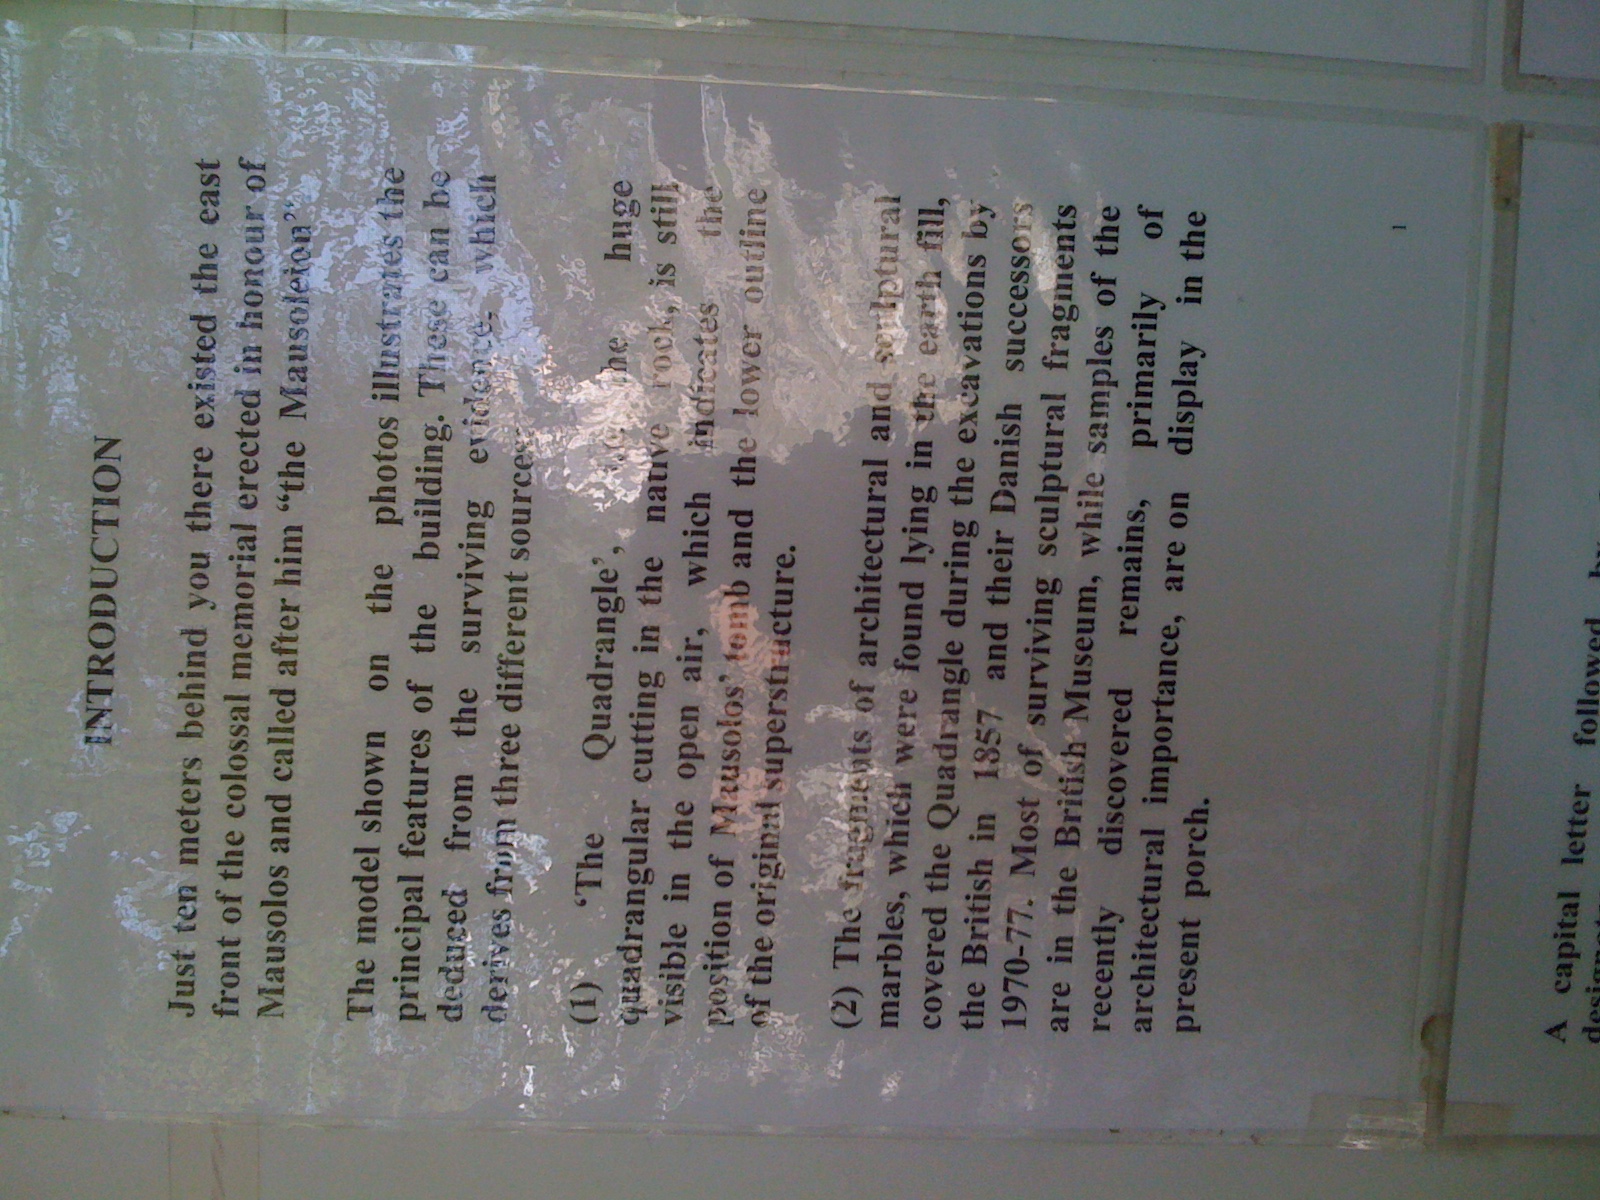 INTRODUCTION
Just ten meters behind you there existed the east
front of the colossal memorial erected in honour of
Mausolos and called after him “the Mausoleion”
The model shown on the photos illustrates the
principal features of the building. These can be
deduced from the surviving evidence, which
derives from three different sources:
(1) ‘The Quadrangle’, i.e. the huge
quadrangular cutting in the native rock, is still
visible in the open air, which indicates the
position of Mausolos’ tomb and the lower outline
of the original superstructure.
(2) The fragments of architectural and sculptural
marbles, which were found lying in the earth fill,
covered the Quadrangle during the excavations by
the British in 1857 and their Danish successors
1970-77. Most of surviving sculptural fragments
are in the British Museum, while samples of the
recently discovered remains, primarily of
architectural importance, are on display in the
present porch.
1
A capital letter followed by